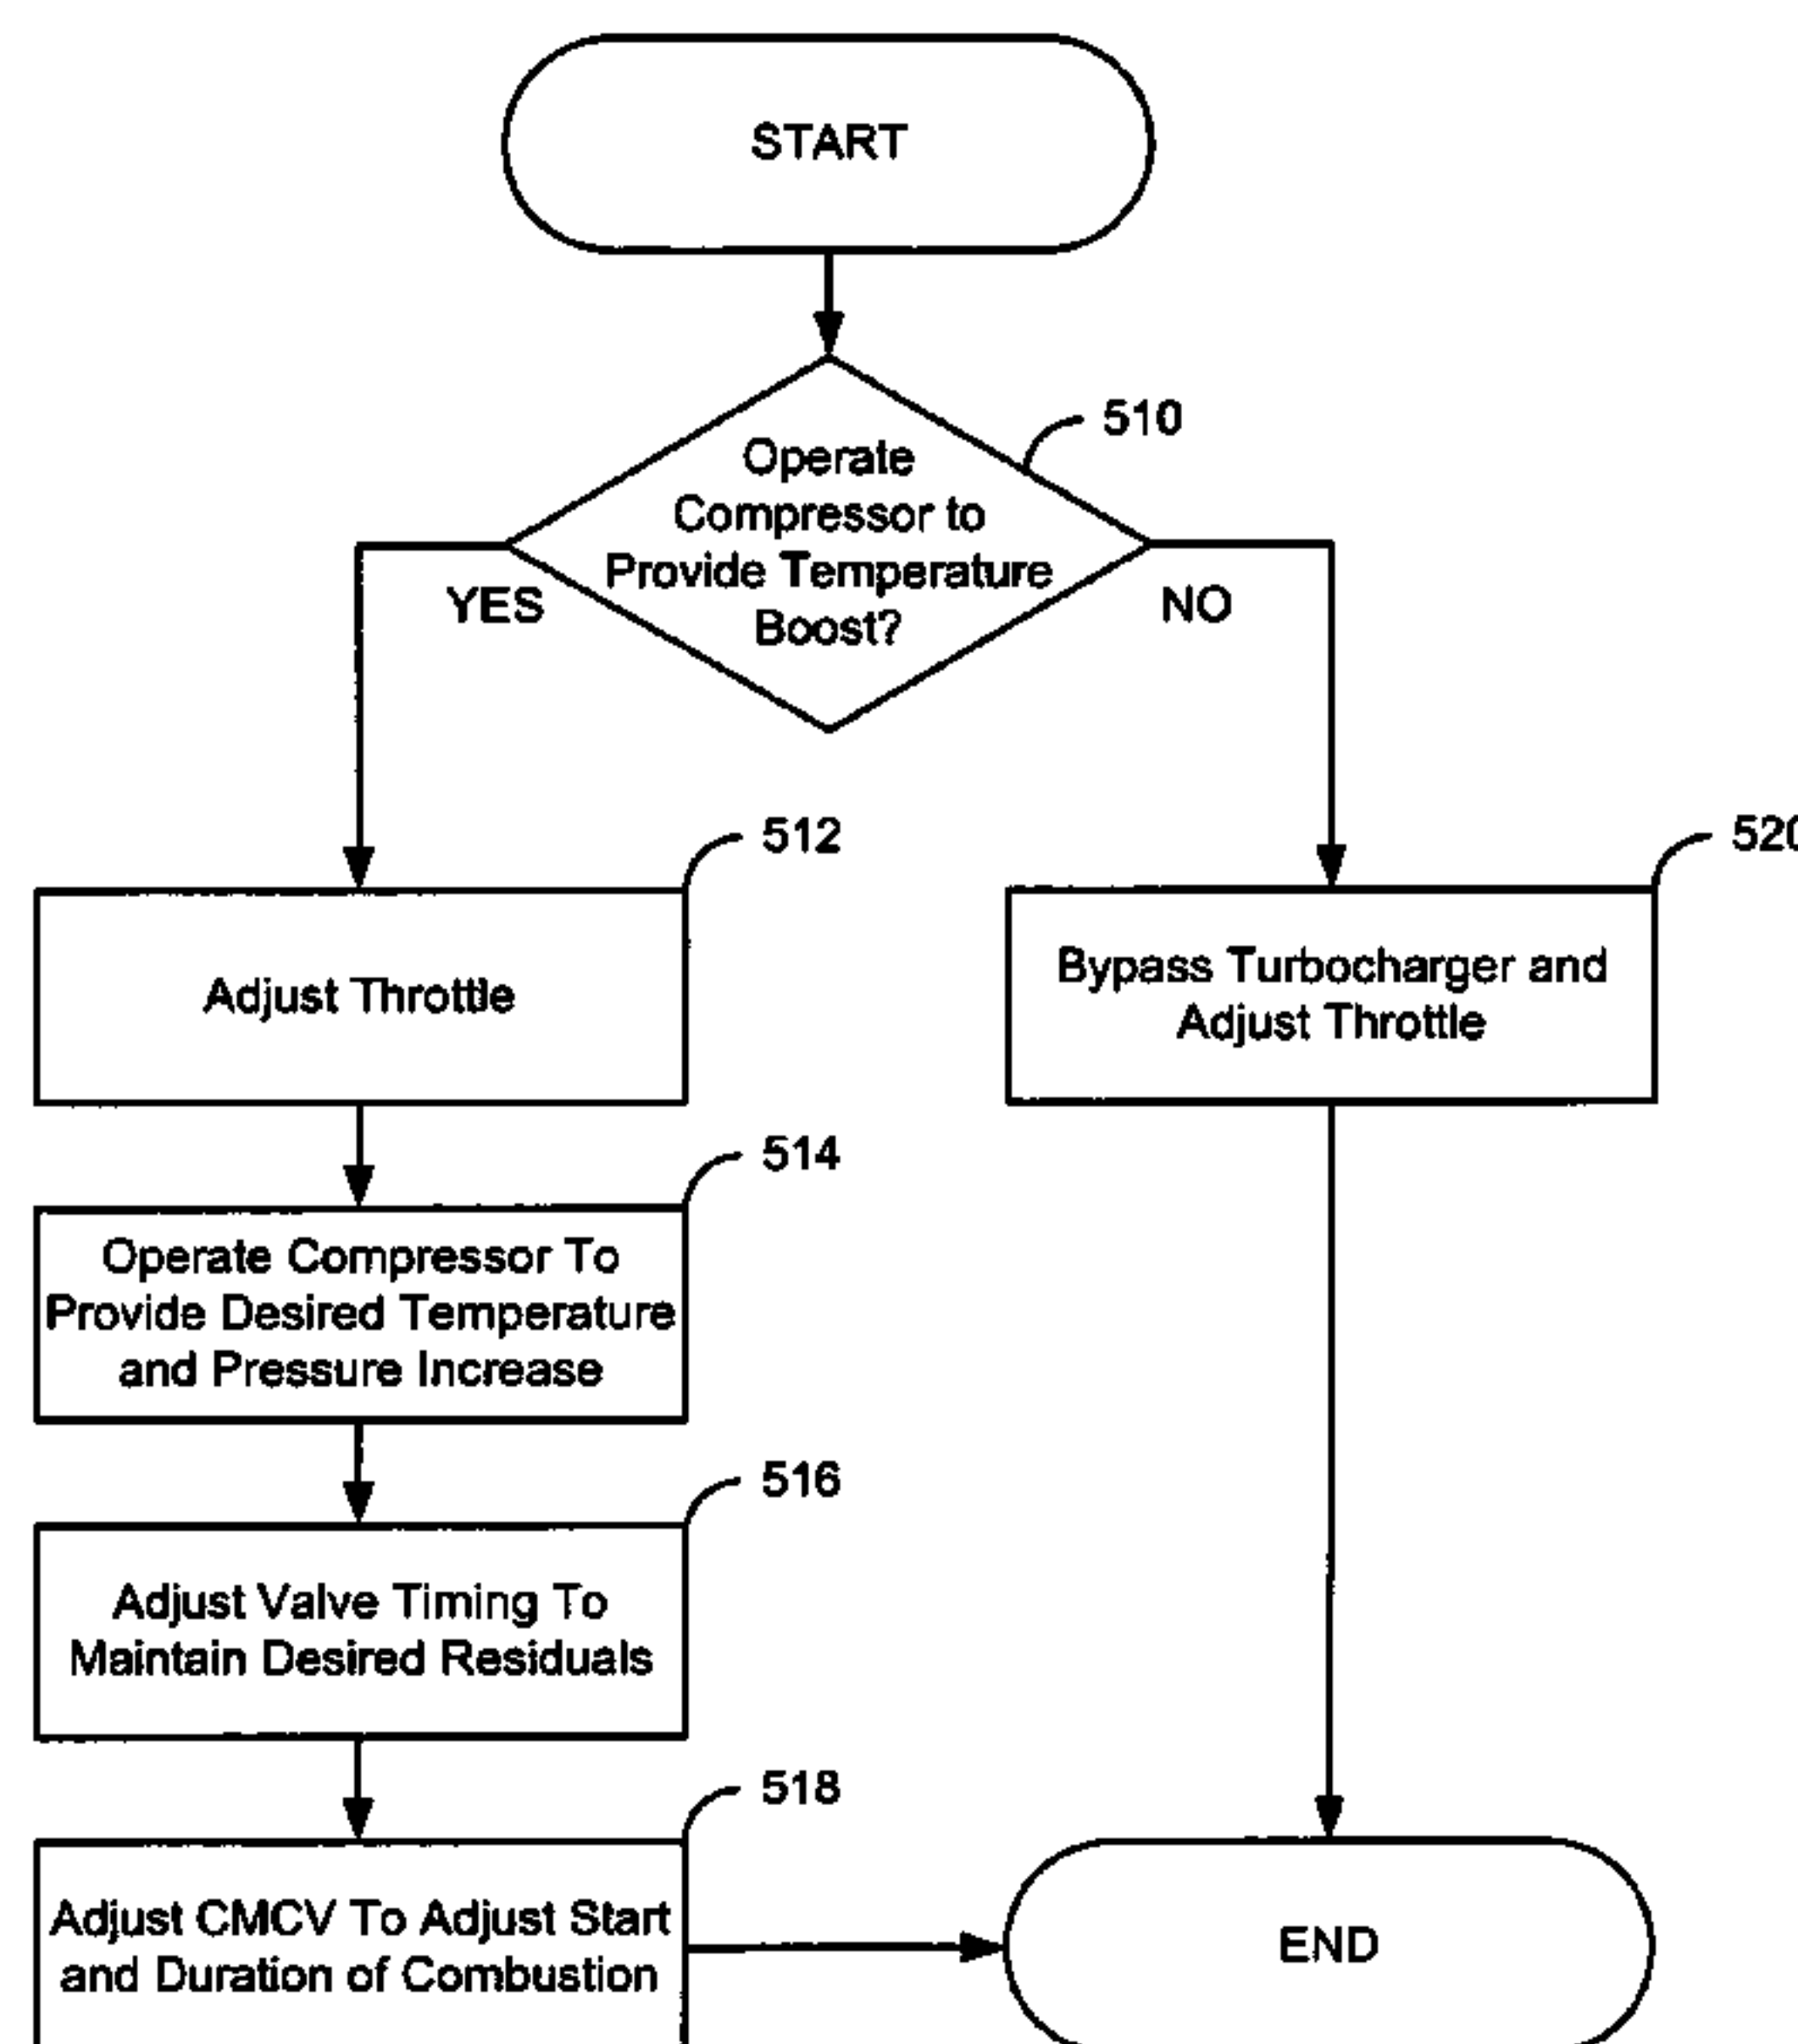 START
510
Operate
Compressor to
Provide Temperature
Boost?
YES
NO
512
Adjust Throttle
520
Bypass Turbocharger and
Adjust Throttle
514
Operate Compressor To
Provide Desired Temperature
and Pressure Increase
516
Adjust Valve Timing To
Maintain Desired Residuals
518
Adjust CMCV To Adjust Start
and Duration of Combustion
END